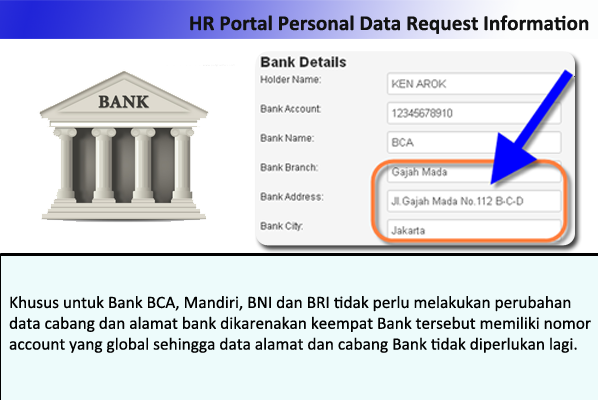 HR Portal Personal Data Request Information
BANK
Bank Details
Holder Name:
KEN AROK
Bank Account:
12345678910
Bank Name:
BCA
Bank Branch:
Gajah Mada
Bank Address:
Jl.Gajah Mada No.112 B-C-D
Bank City:
Jakarta
Khusus untuk Bank BCA, Mandiri, BNI dan BRI tidak perlu melakukan perubahan
data cabang dan alamat bank dikarenakan keempat Bank tersebut memiliki nomor
account yang global sehingga data alamat dan cabang Bank tidak diperlukan lagi.